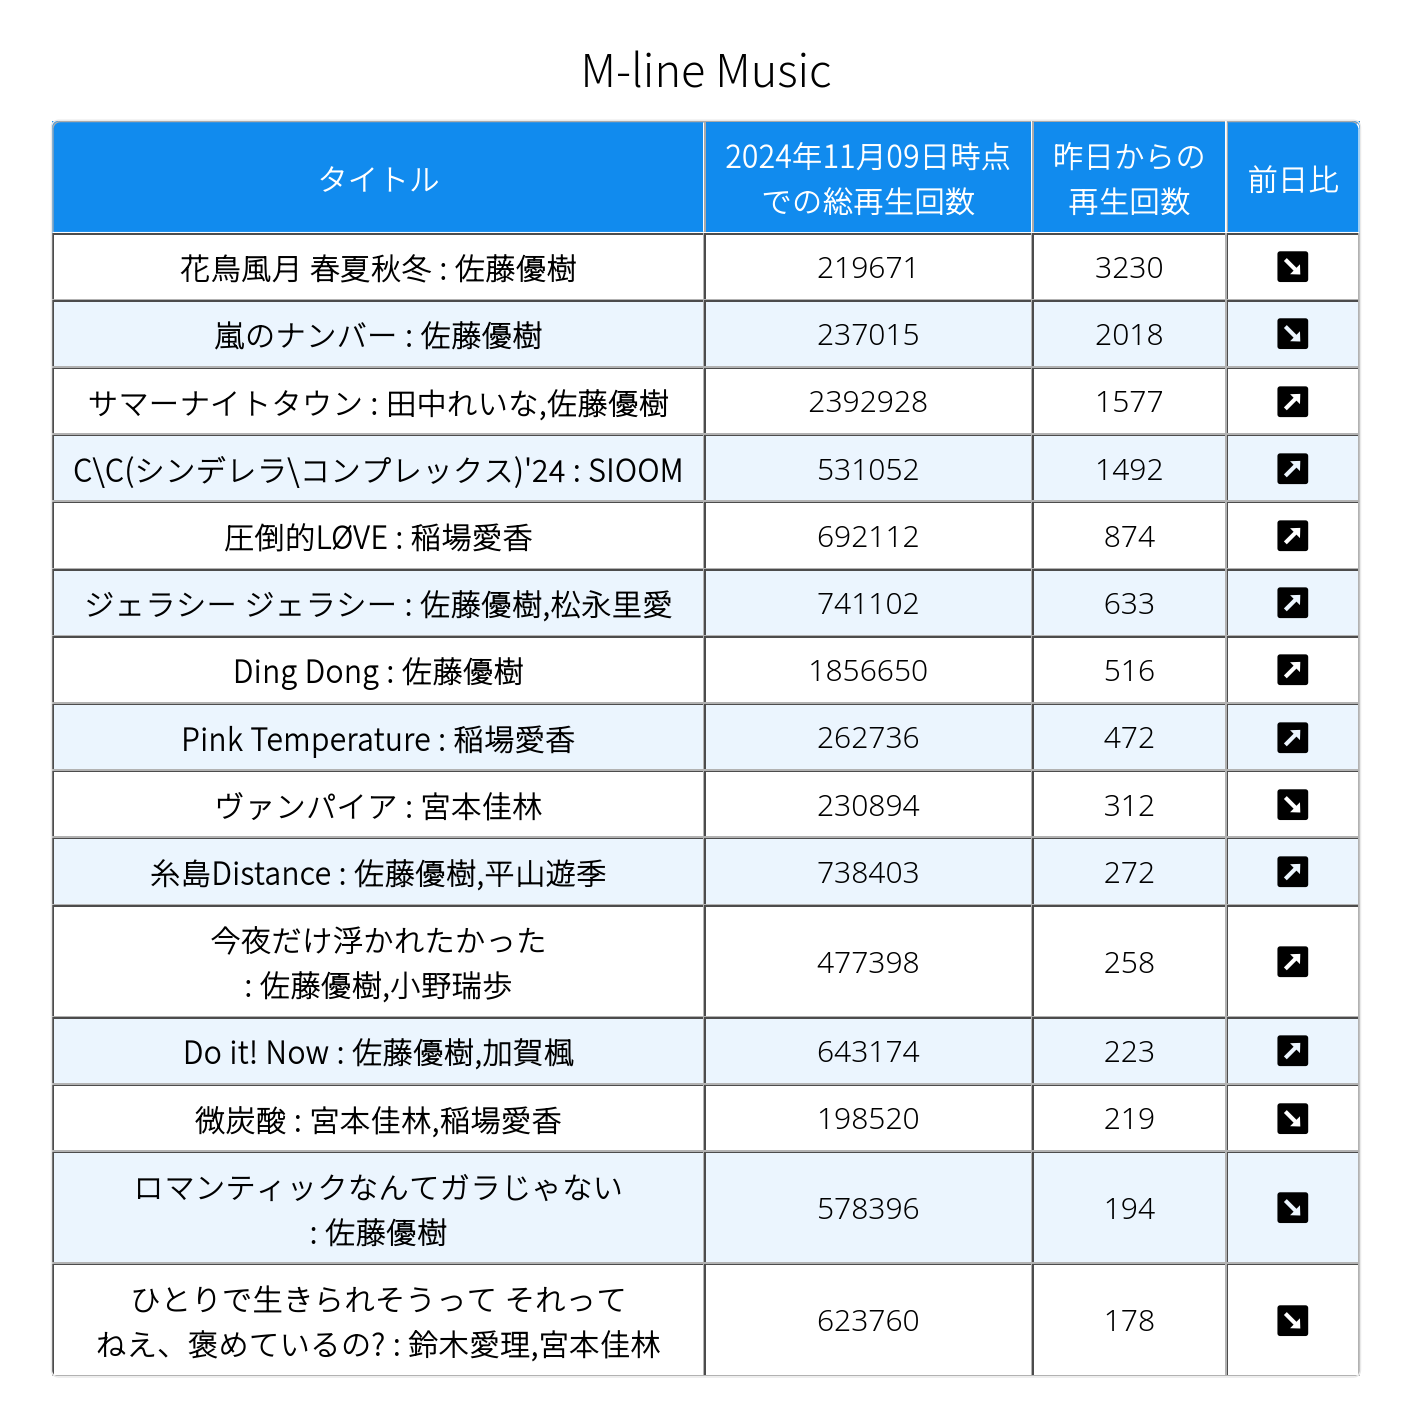 M-line Music
タイトル
2024年11月09日時点
での総再生回数
昨日からの
再生回数
前日比
花鳥風月 春夏秋冬 : 佐藤優樹 219671 3230
嵐のナンバー : 佐藤優樹 237015 2018
サマーナイトタウン : 田中れいな,佐藤優樹 2392928 1577
C\C(シンデレラ\コンプレックス)'24 : SIOOM 531052 1492
圧倒的LØVE : 稲場愛香 692112 874
ジェラシー ジェラシー : 佐藤優樹,松永里愛 741102 633
Ding Dong : 佐藤優樹 1856650 516
Pink Temperature : 稲場愛香 262736 472
ヴァンパイア : 宮本佳林 230894 312
糸島Distance : 佐藤優樹,平山遊季 738403 272
今夜だけ浮かれたかった
: 佐藤優樹,小野瑞歩 477398 258
Do it! Now : 佐藤優樹,加賀楓 643174 223
微炭酸 : 宮本佳林,稲場愛香 198520 219
ロマンティックなんてガラじゃない
: 佐藤優樹 578396 194
ひとりで生きられそうって それって
ねえ、褒めているの? : 鈴木愛理,宮本佳林 623760 178